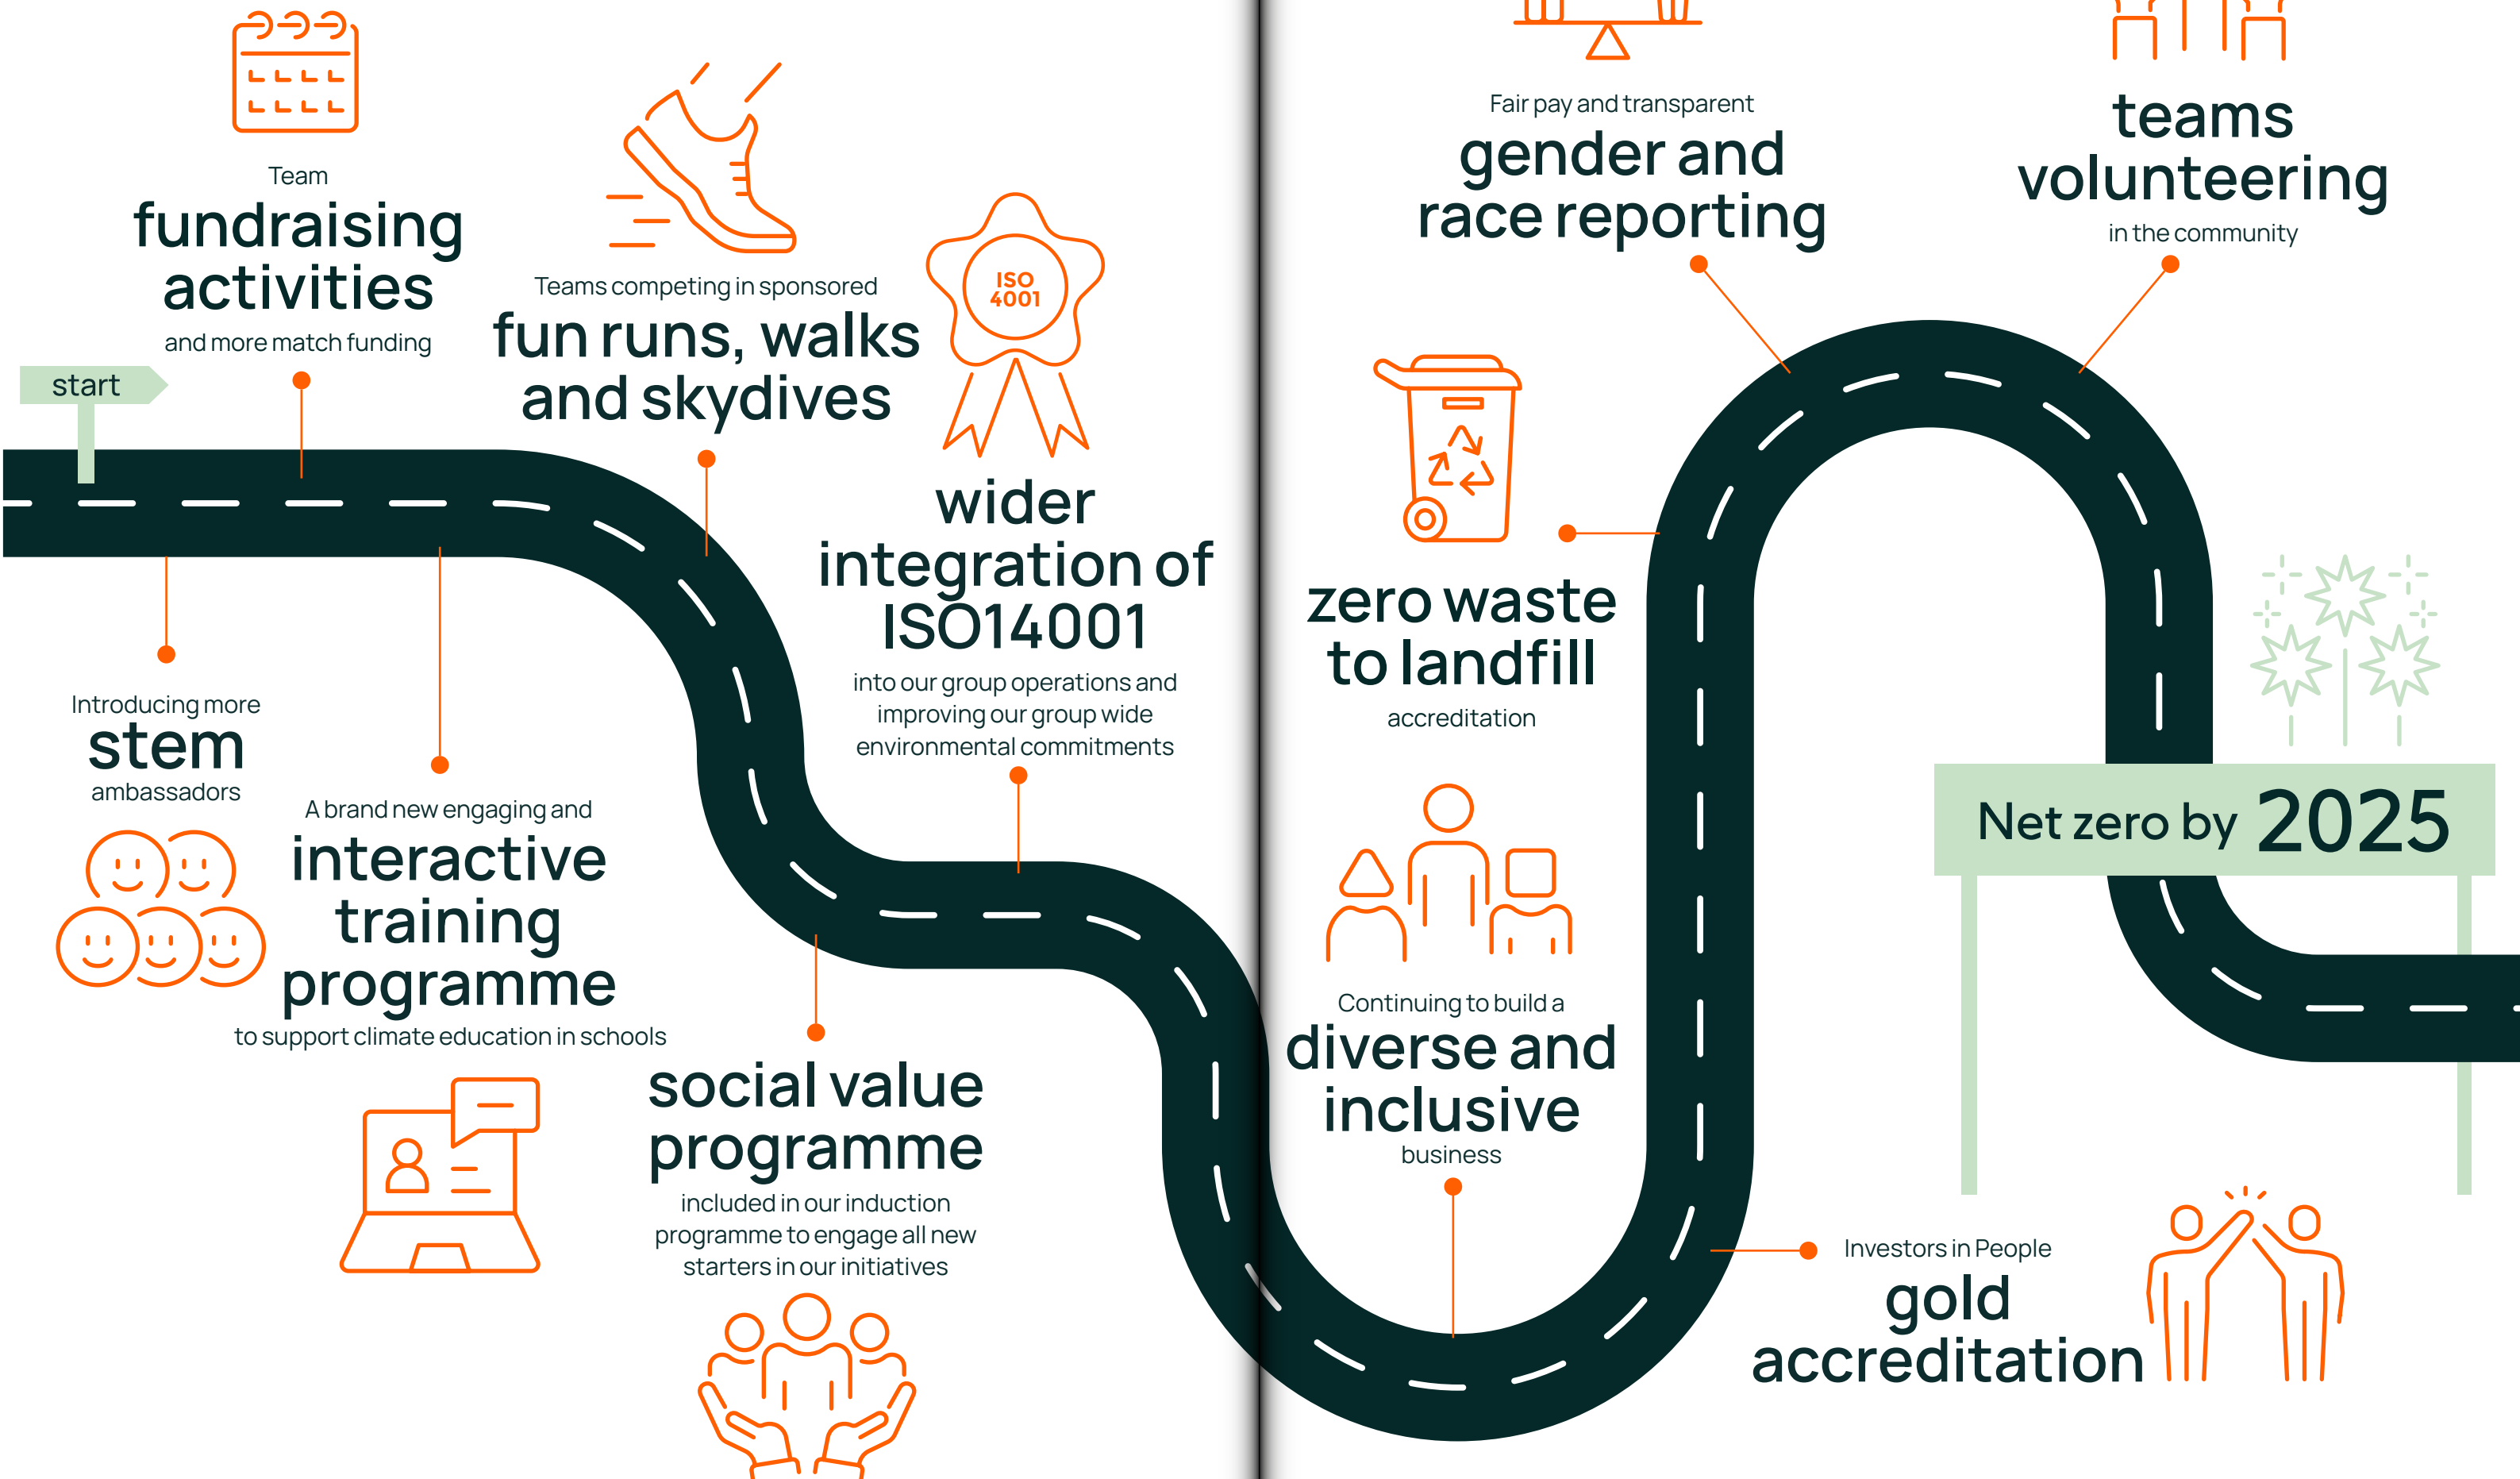 start
Team
fundraising
activities
and more match funding
Introducing more
stem
ambassadors
A brand new engaging and
interactive
training
programme
to support climate education in schools
Teams competing in sponsored
fun runs, walks
and skydives
social value
programme
included in our induction
programme to engage all new
starters in our initiatives
ISO
4001
wider
integration of
ISO14001
into our group operations and
improving our group wide
environmental commitments
Continuing to build a
diverse and
inclusive
business
Investors in People
gold
accreditation
zero waste
to landfill
accreditation
Fair pay and transparent
gender and
race reporting
teams
volunteering
in the community
Net zero by 2025